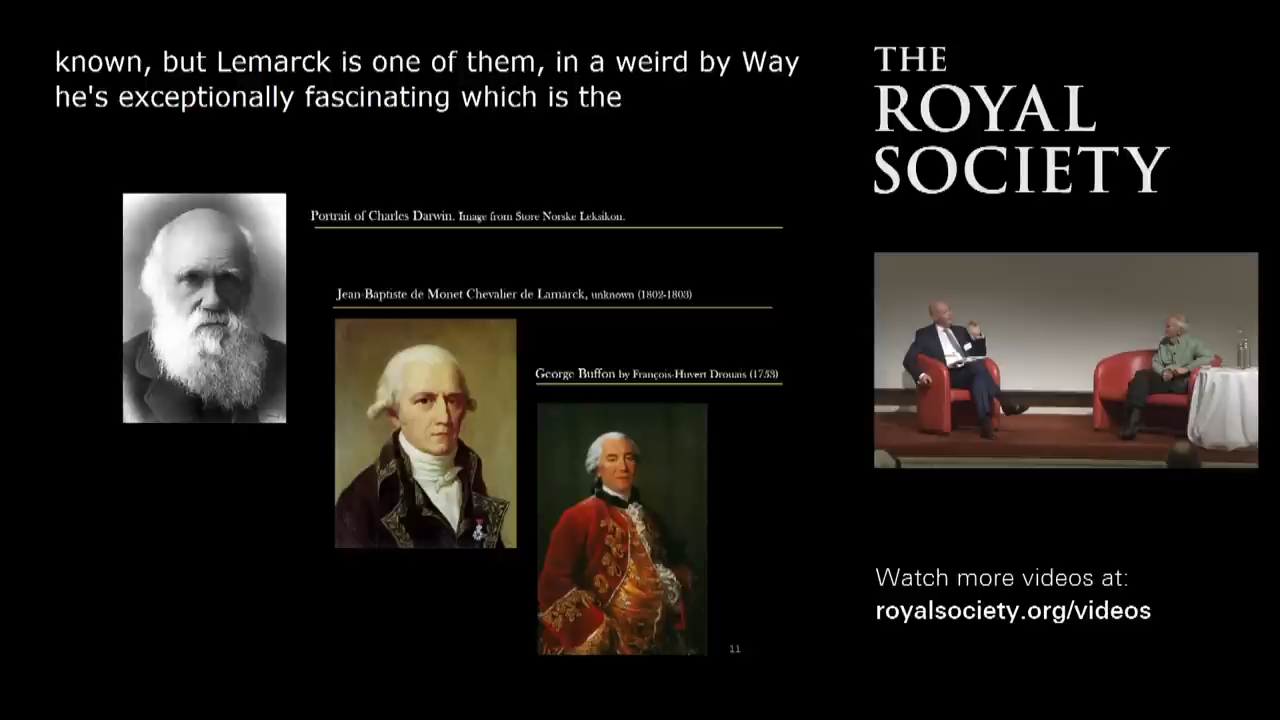 known, but Lemarck is one of them, in a weird by Way
he's exceptionally fascinating which is the
THE
ROYAL
SOCIETY
Portrait of Charles Darwin. Image from Store Norske Leksikon.
Jean-Baptiste de Monet Chevalier de Lamarck, unknown (1802-1803)
George Buffon by François-Huvert Drouais (1753)
11
Watch more videos at:
royalsociety.org/videos